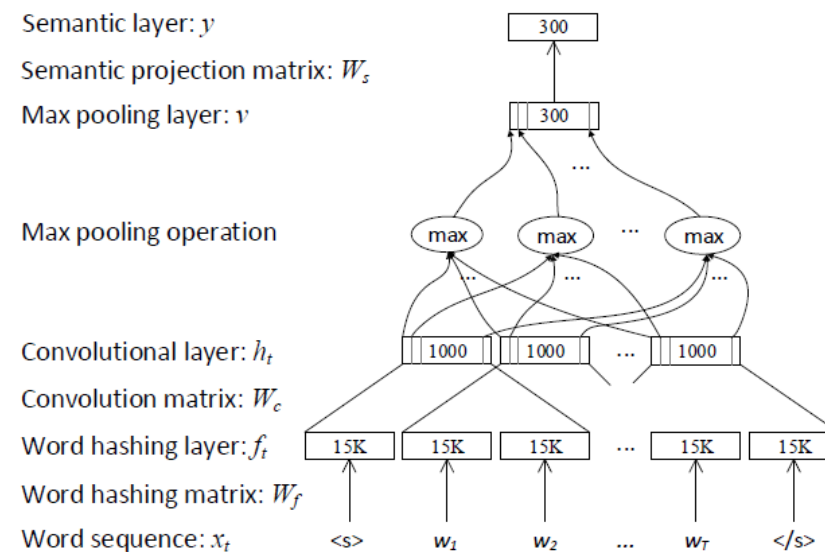 Semantic layer: y 300
Semantic projection matrix: Ws
Max pooling layer: v 300
...
Max pooling operation max max ... max
... ... ...
Convolutional layer: ht 1000 1000 ... 1000
Convolution matrix: Wc
Word hashing layer: ft 15K 15K 15K ... 15K 15K
Word hashing matrix: Wf
Word sequence: xt <s> w1 w2 ... wT </s>